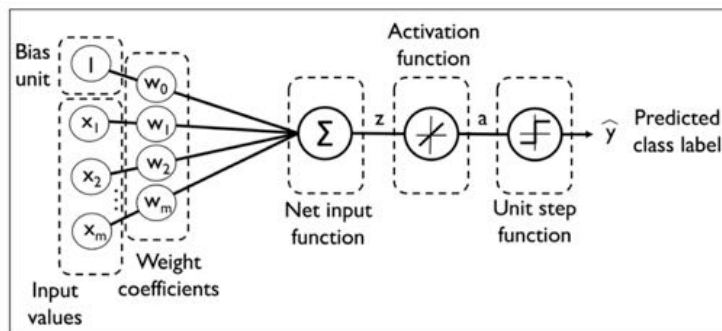 Bias
unit
1
w₀
x₁
w₁
x₂
w₂
⋮
xₘ
wₘ
Input
values
Weight
coefficients
Σ
Net input
function
z
Activation
function
a
Unit step
function
ŷ
Predicted
class label